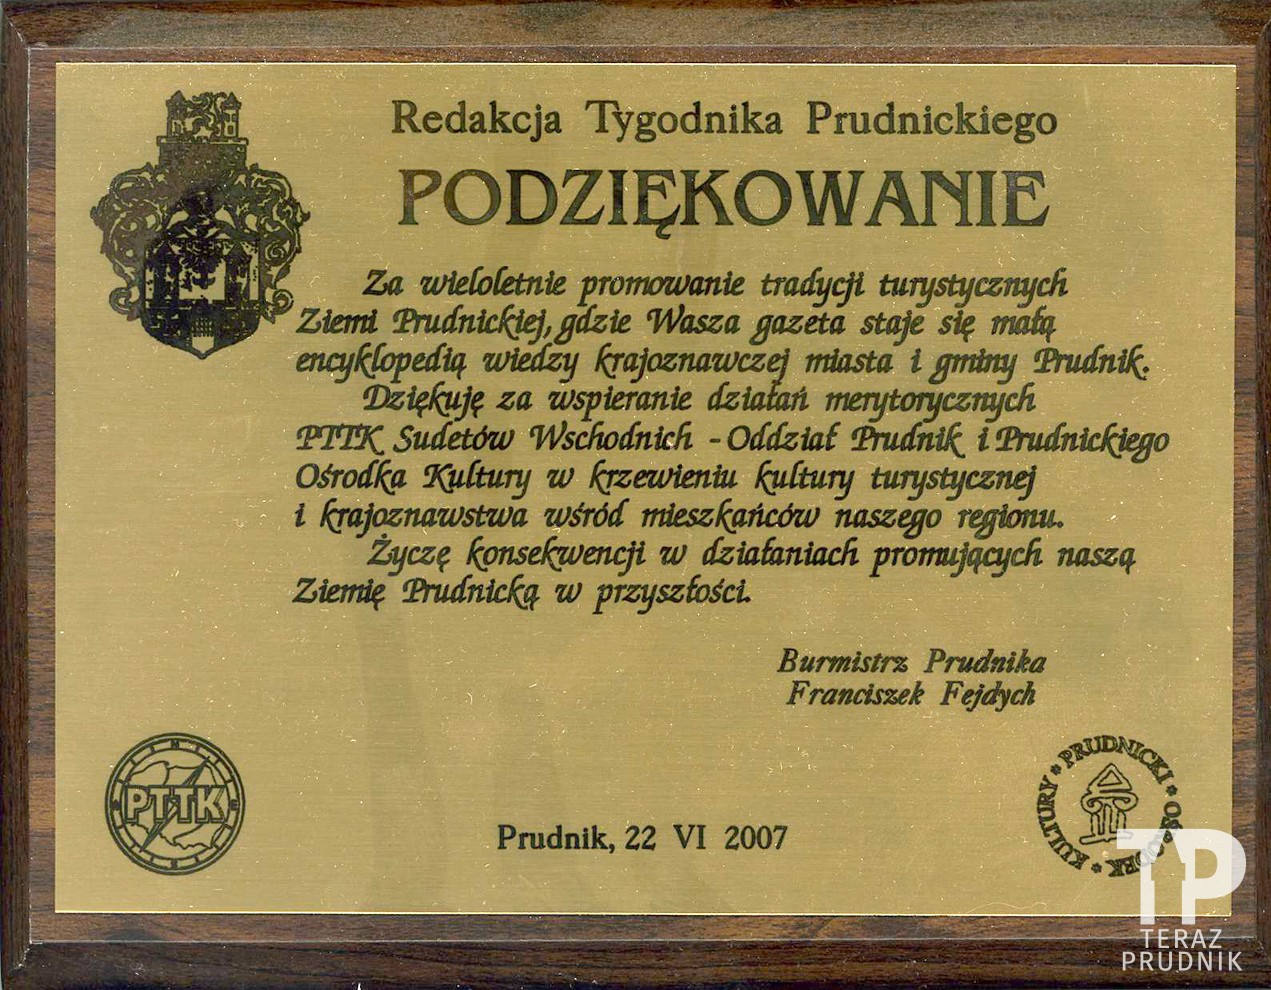 Redakcja Tygodnika Prudnickiego
PODZIĘKOWANIE
Za wieloletnie promowanie tradycji turystycznych
Ziemi Prudnickiej, gdzie Wasza gazeta staje się małą
encyklopedią wiedzy krajoznawczej miasta i gminy Prudnik.
Dziękuję za wspieranie działań merytorycznych
PTTK Sudetów Wschodnich - Oddział Prudnik i Prudnickiego
Ośrodka Kultury w krzewieniu kultury turystycznej
i krajoznawstwa wśród mieszkańców naszego regionu.
Życzę konsekwencji w działaniach promujących naszą
Ziemię Prudnicką w przyszłości.
Burmistrz Prudnika
Franciszek Fejdych
PTTK
Prudnik, 22 VI 2007
PRUDNICKI * OŚRODEK * KULTURY *
TP
TERAZ
PRUDNIK